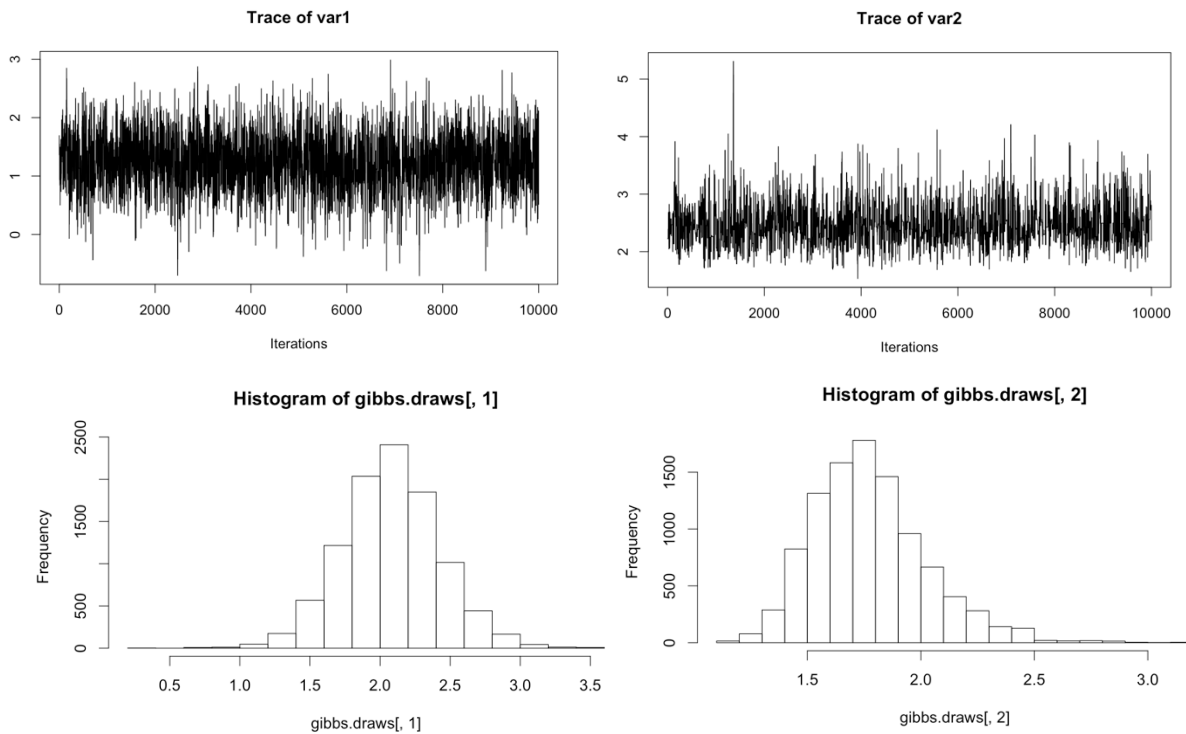 Trace of var1
3
2
1
0
0 2000 4000 6000 8000 10000
Iterations
Trace of var2
5
4
3
2
0 2000 4000 6000 8000 10000
Iterations
Histogram of gibbs.draws[, 1]
Frequency
2500
1500
500
0
0.5 1.0 1.5 2.0 2.5 3.0 3.5
gibbs.draws[, 1]
Histogram of gibbs.draws[, 2]
Frequency
1500
1000
500
0
1.5 2.0 2.5 3.0
gibbs.draws[, 2]